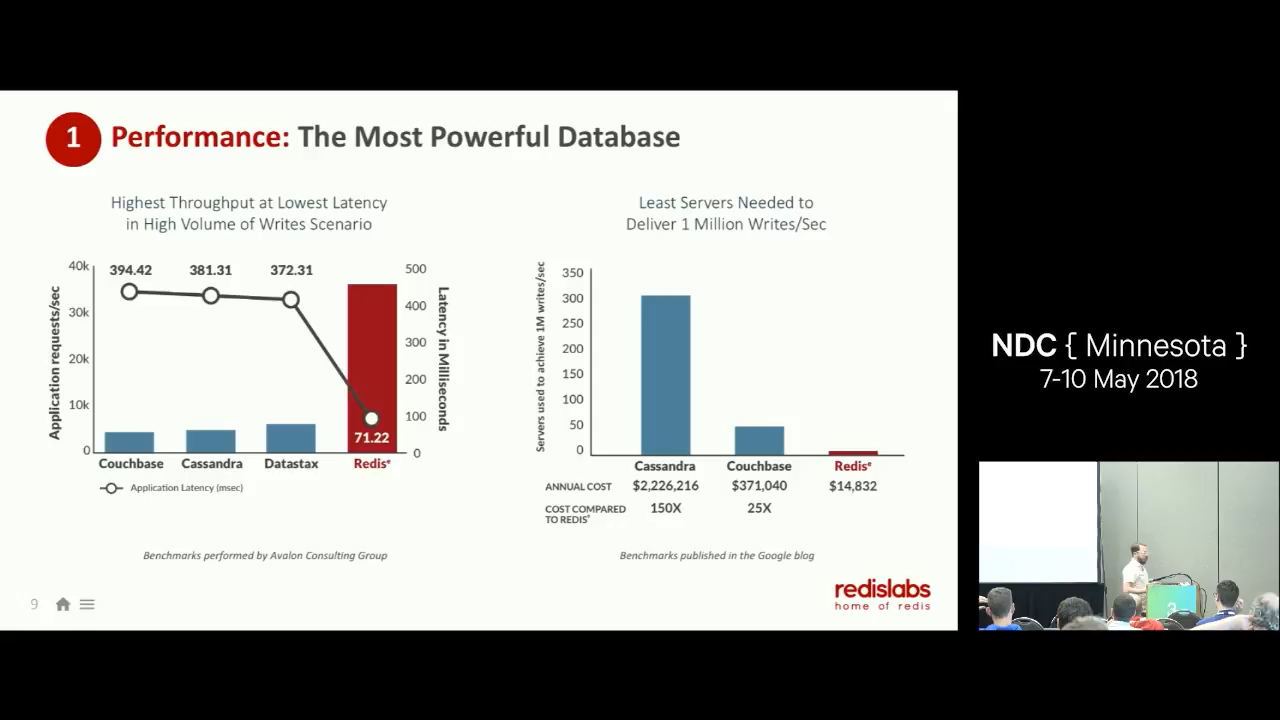 1 Performance: The Most Powerful Database
Highest Throughput at Lowest Latency
in High Volume of Writes Scenario
Application requests/sec
40k
30k
20k
10k
0
394.42
381.31
372.31
71.22
500
400
300
200
100
0
Latency in Milliseconds
Couchbase Cassandra Datastax Redisᵉ
Application Latency (msec)
Benchmarks performed by Avalon Consulting Group
Least Servers Needed to
Deliver 1 Million Writes/Sec
Servers used to achieve 1M writes/sec
350
300
250
200
150
100
50
0
Cassandra Couchbase Redisᵉ
ANNUAL COST $2,226,216 $371,040 $14,832
COST COMPARED
TO REDISᵉ 150X 25X
Benchmarks published in the Google blog
9
redislabs
home of redis
NDC { Minnesota }
7-10 May 2018